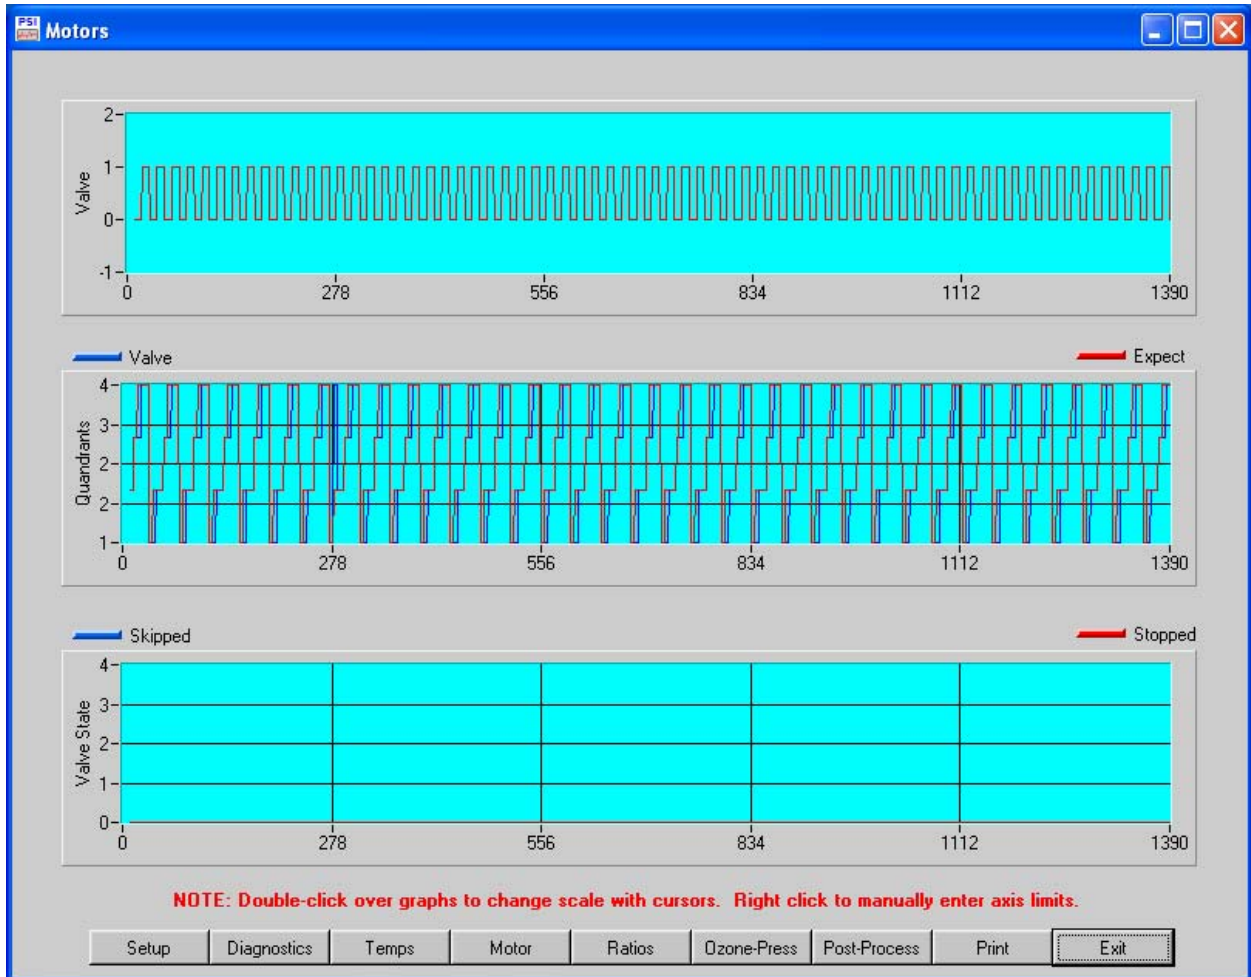 PSI
Motors
2
1
Valve
0
-1
0 278 556 834 1112 1390
Valve Expect
4
3
Quandrants
2
2
1
0 278 556 834 1112 1390
Skipped Stopped
4
3
Valve State
2
1
0
0 278 556 834 1112 1390
NOTE: Double-click over graphs to change scale with cursors. Right click to manually enter axis limits.
Setup Diagnostics Temps Motor Ratios Ozone-Press Post-Process Print Exit